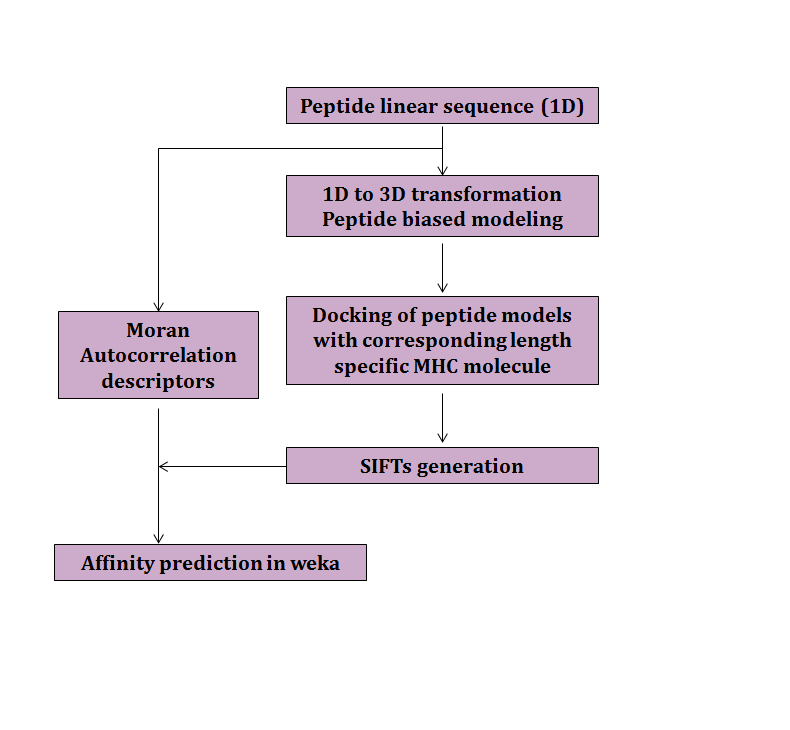 Peptide linear sequence (1D)
1D to 3D transformation
Peptide biased modeling
Docking of peptide models
with corresponding length
specific MHC molecule
Moran
Autocorrelation
descriptors
SIFTs generation
Affinity prediction in weka